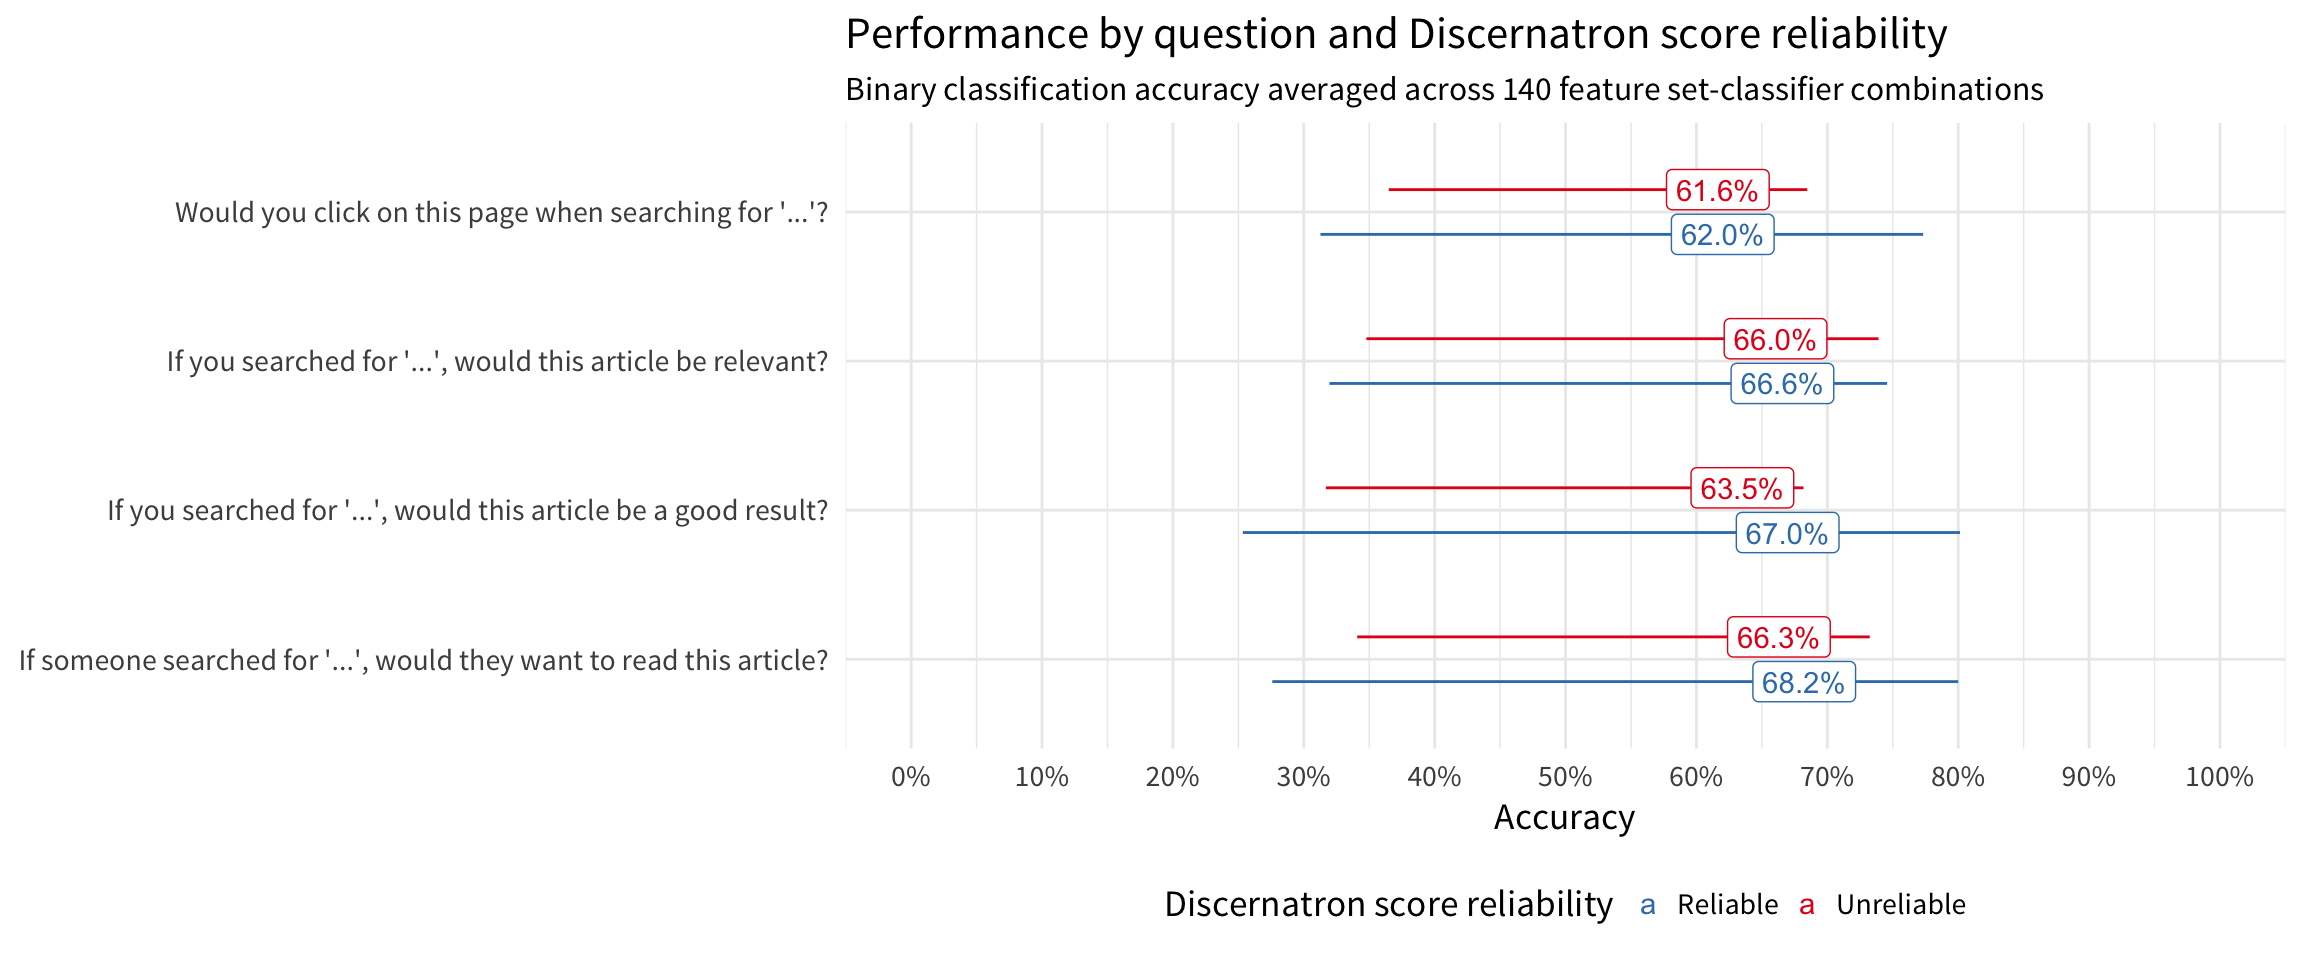 Performance by question and Discernatron score reliability
Binary classification accuracy averaged across 140 feature set-classifier combinations
Would you click on this page when searching for '...'?
61.6%
62.0%
If you searched for '...', would this article be relevant?
66.0%
66.6%
If you searched for '...', would this article be a good result?
63.5%
67.0%
If someone searched for '...', would they want to read this article?
66.3%
68.2%
0% 10% 20% 30% 40% 50% 60% 70% 80% 90% 100%
Accuracy
Discernatron score reliability a Reliable a Unreliable